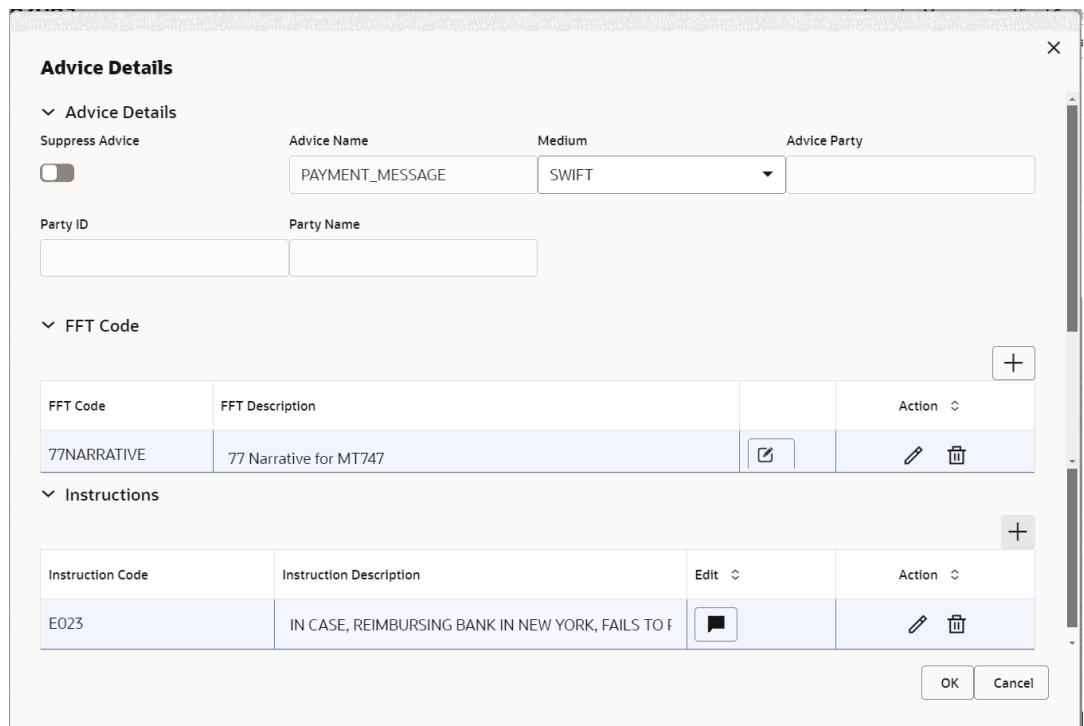 Advice Details
Advice Details
Suppress Advice Advice Name Medium Advice Party
PAYMENT_MESSAGE SWIFT
Party ID Party Name
FFT Code
FFT Code FFT Description Action
77NARRATIVE 77 Narrative for MT747
Instructions
Instruction Code Instruction Description Edit Action
E023 IN CASE, REIMBURSING BANK IN NEW YORK, FAILS TO
OK Cancel